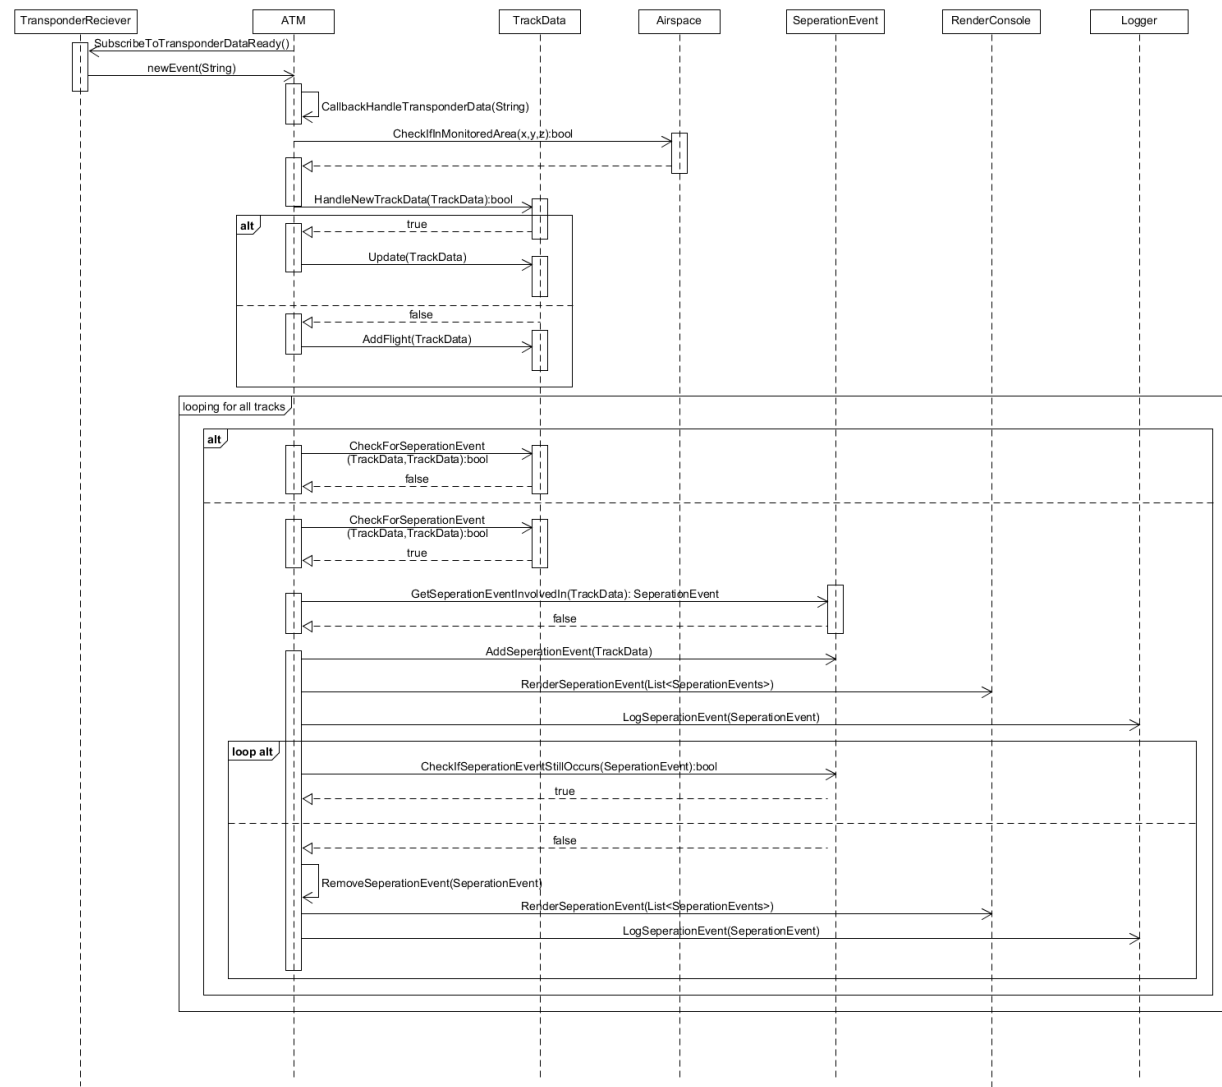 TransponderReciever
ATM
TrackData
Airspace
SeperationEvent
RenderConsole
Logger
SubscribeToTransponderDataReady()
newEvent(String)
CallbackHandleTransponderData(String)
CheckIfInMonitoredArea(x,y,z):bool
HandleNewTrackData(TrackData):bool
alt
true
Update(TrackData)
false
AddFlight(TrackData)
looping for all tracks
alt
CheckForSeperationEvent
(TrackData,TrackData):bool
false
CheckForSeperationEvent
(TrackData,TrackData):bool
true
GetSeperationEventInvolvedIn(TrackData): SeperationEvent
false
AddSeperationEvent(TrackData)
RenderSeperationEvent(List<SeperationEvents>)
LogSeperationEvent(SeperationEvent)
loop alt
CheckIfSeperationEventStillOccurs(SeperationEvent):bool
true
false
RemoveSeperationEvent(SeperationEvent)
RenderSeperationEvent(List<SeperationEvents>)
LogSeperationEvent(SeperationEvent)